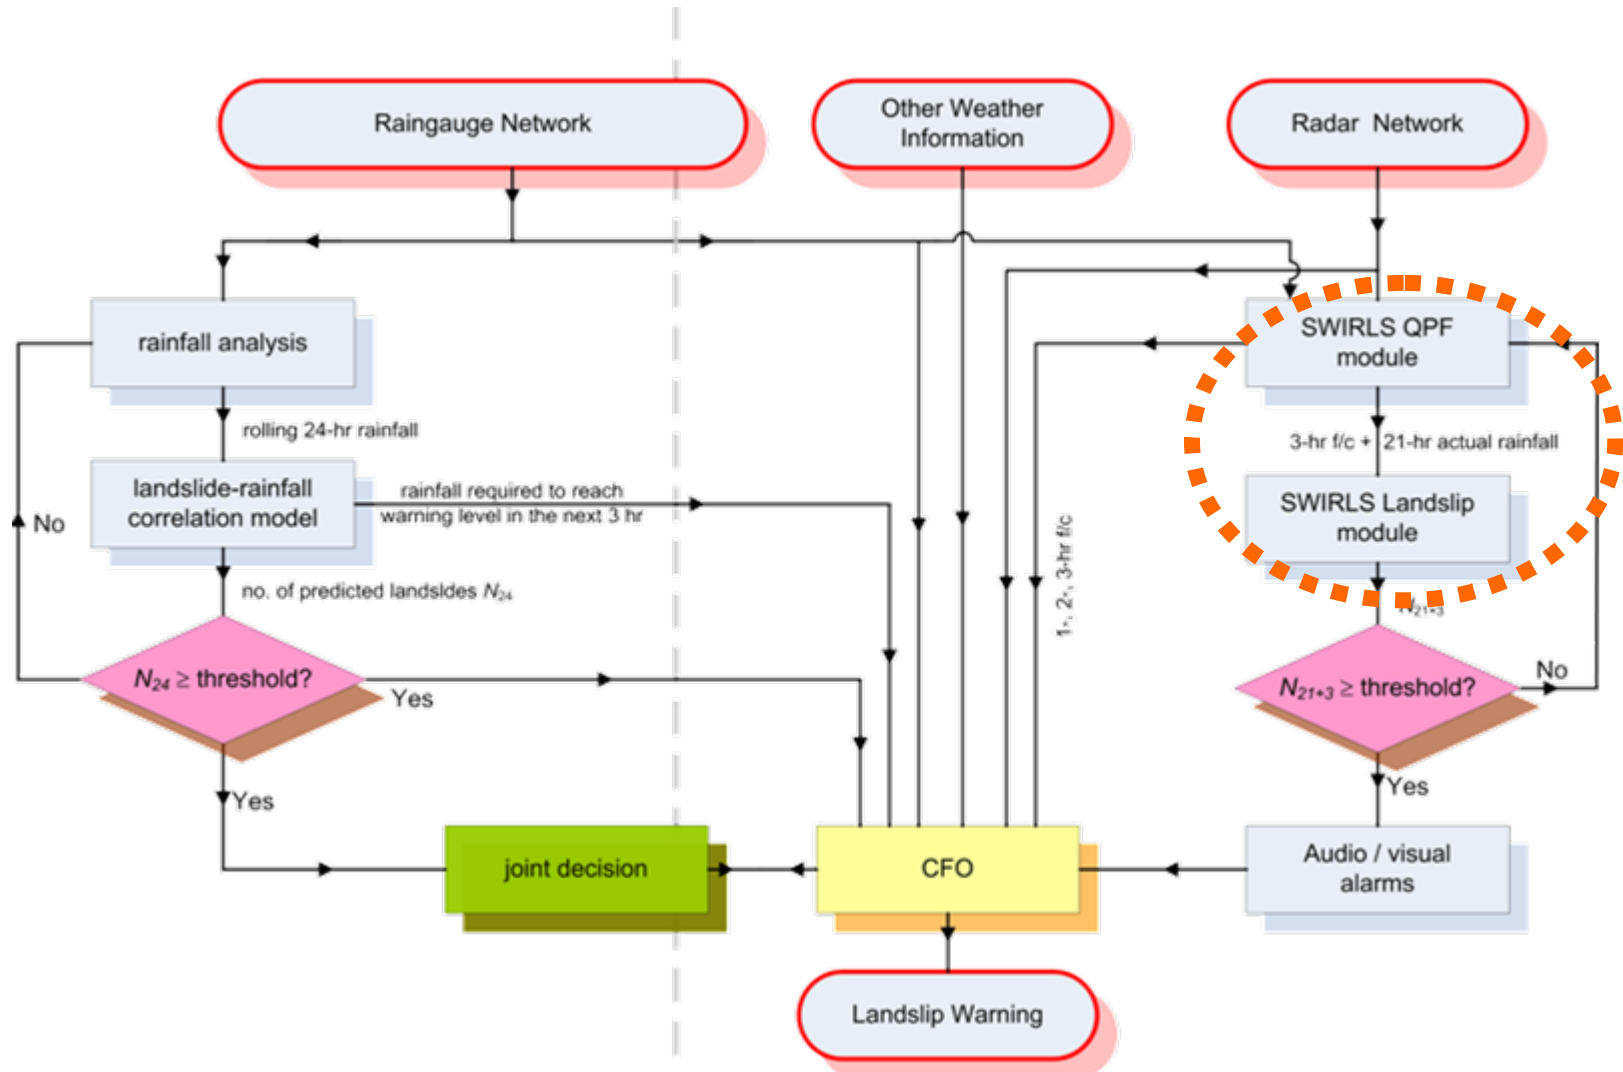 Raingauge Network
Other Weather
Information
Radar Network
rainfall analysis
SWIRLS QPF
module
rolling 24-hr rainfall
3-hr f/c + 21-hr actual rainfall
landslide-rainfall
correlation model
rainfall required to reach
warning level in the next 3 hr
SWIRLS Landslip
module
No
1-, 2-, 3-hr f/c
no. of predicted landsldes N24
N21+3
N24 ≥ threshold?
Yes
N21+3 ≥ threshold?
No
Yes
Yes
joint decision
CFO
Audio / visual
alarms
Landslip Warning